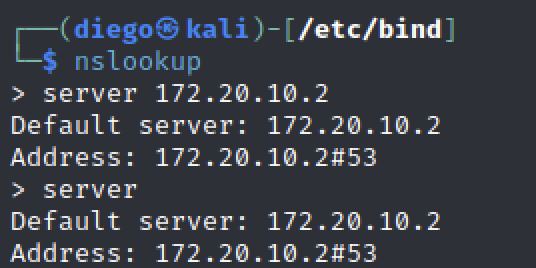 ┌──(diego㉿kali)-[/etc/bind]
└─$ nslookup
> server 172.20.10.2
Default server: 172.20.10.2
Address: 172.20.10.2#53
> server
Default server: 172.20.10.2
Address: 172.20.10.2#53